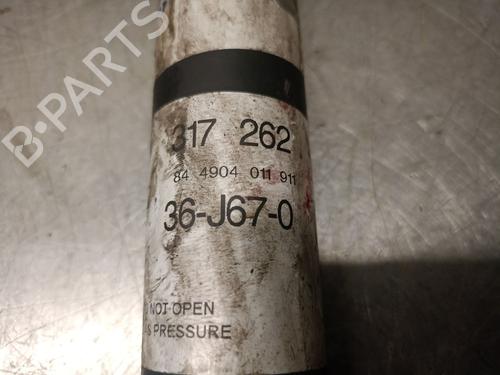 B-PARTS
317 262
84 4904 011 911
36-J67-0
NOT OPEN
PRESSURE